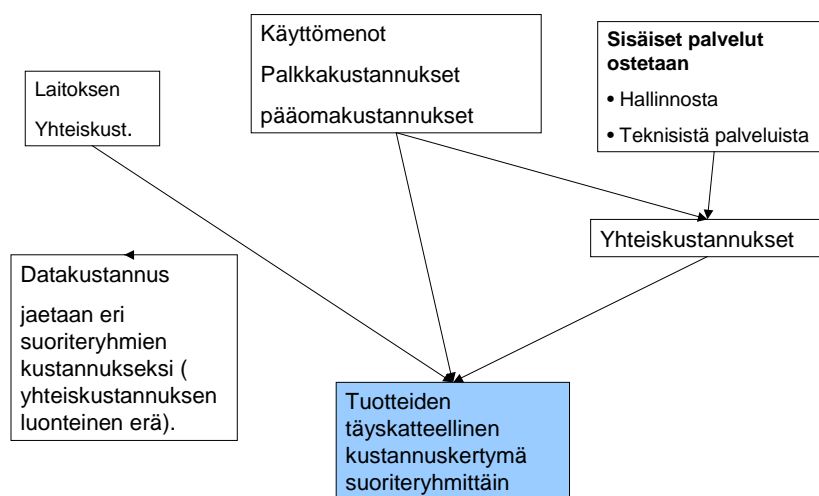 Laitoksen
Yhteiskust.
Käyttömenot
Palkkakustannukset
pääomakustannukset
Sisäiset palvelut
ostetaan
• Hallinnosta
• Teknisistä palveluista
Yhteiskustannukset
Datakustannus
jaetaan eri
suoriteryhmien
kustannukseksi (
yhteiskustannuksen
luonteinen erä).
Tuotteiden
täyskatteellinen
kustannuskertymä
suoriteryhmittäin